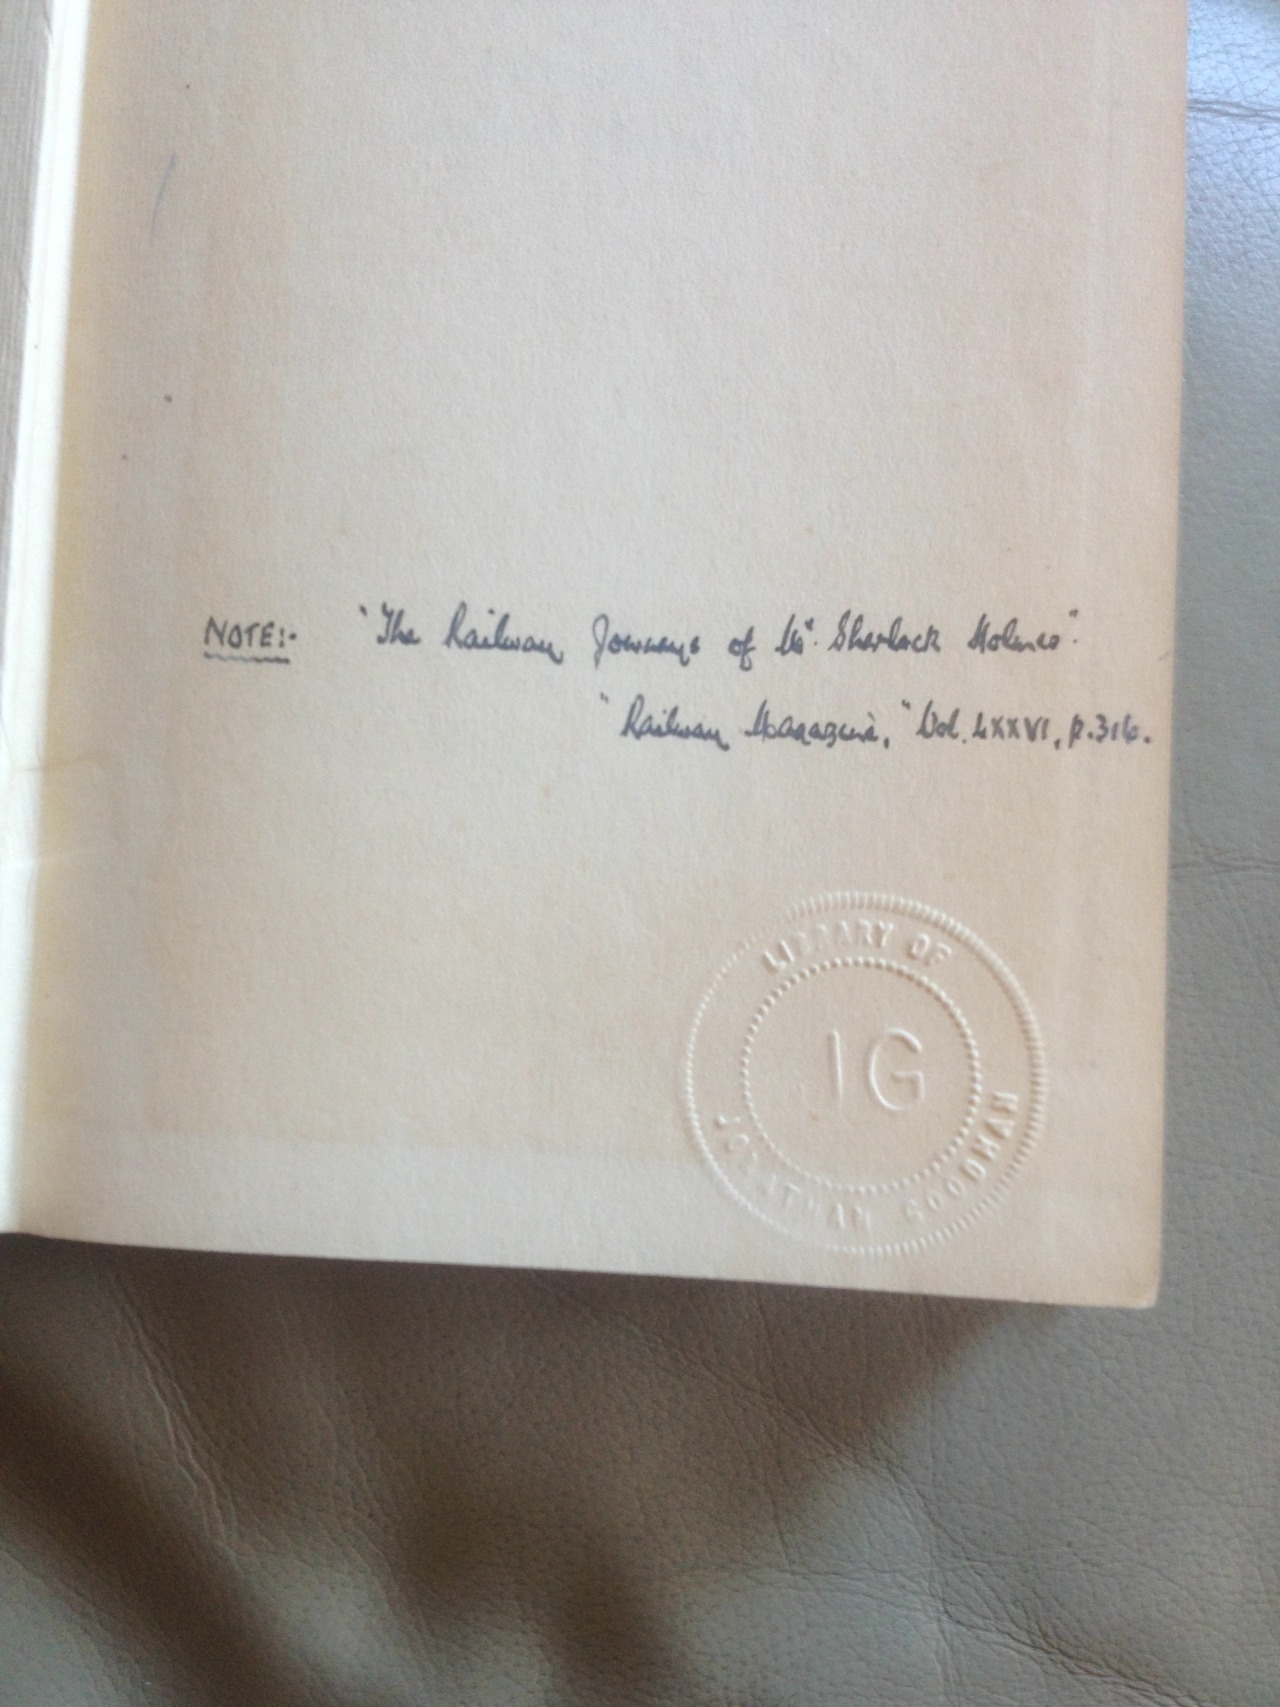 NOTE:- "The Railway Journeys of Mr. Sherlock Holmes".
"Railway Magazine," Vol. LXXVI, P. 316.
LIBRARY OF
JG
JONATHAN GOODMAN